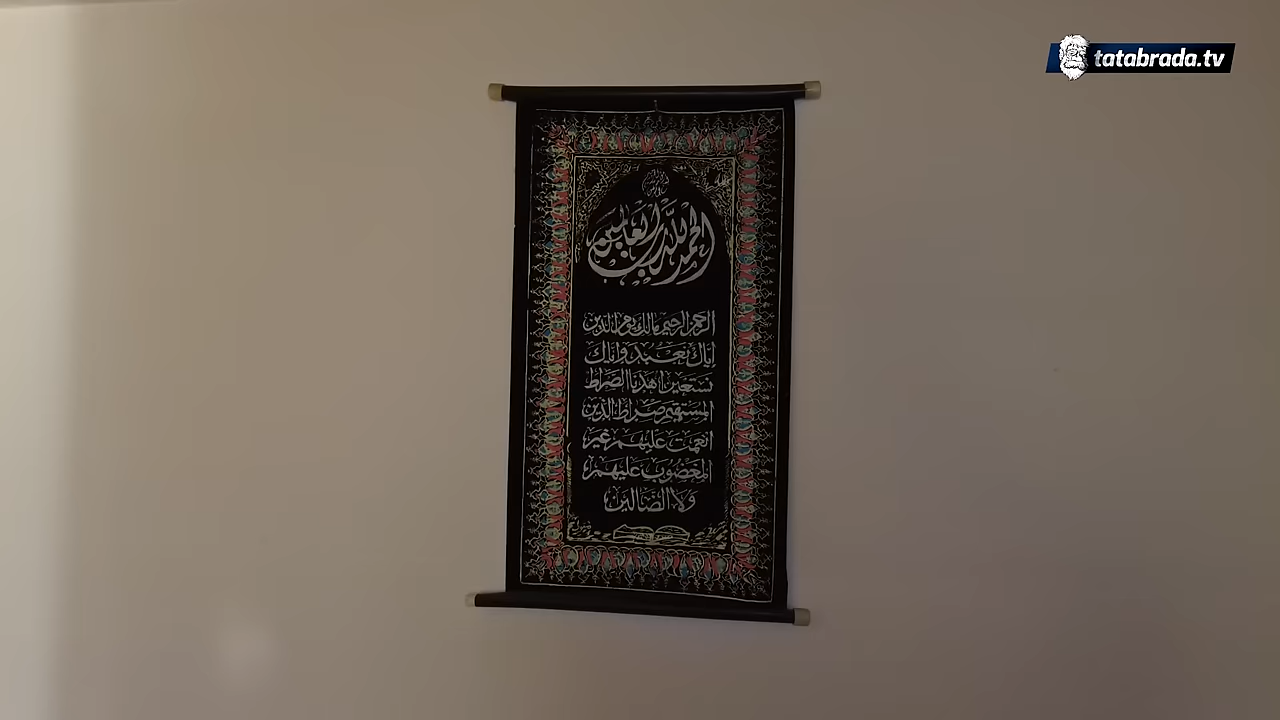 tatabrada.tv
الحمد لله رب العالمين
الرحمن الرحيم مالك يوم الدين
اياك نعبد واياك
نستعين اهدنا الصراط
المستقيم صراط الذين
انعمت عليهم غير
المغضوب عليهم
ولا الضالين